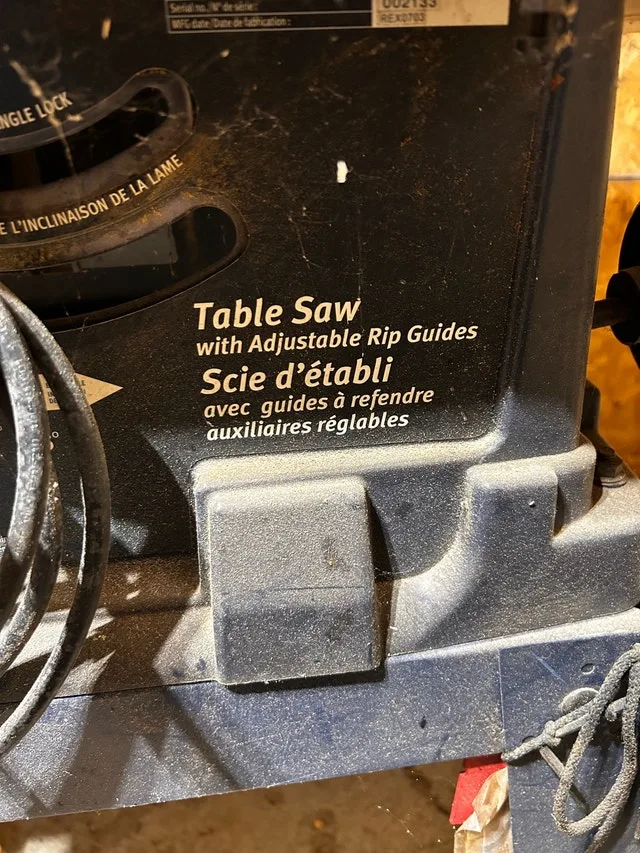 Serial no./N° de série:
002133
MFG date/Date de fabrication:
REX0703
NGLE LOCK
E L'INCLINAISON DE LA LAME
Table Saw
with Adjustable Rip Guides
Scie d'établi
avec guides à refendre
auxiliaires réglables